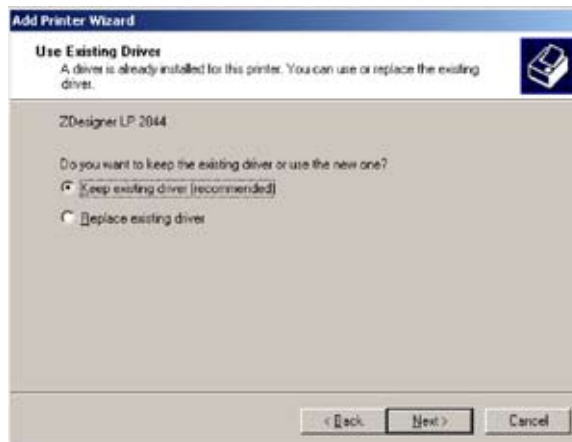 Add Printer Wizard
Use Existing Driver
A driver is already installed for this printer. You can use or replace the existing
driver.
ZDesigner LP 2844
Do you want to keep the existing driver or use the new one?
Keep existing driver (recommended)
Replace existing driver
< Back
Next >
Cancel